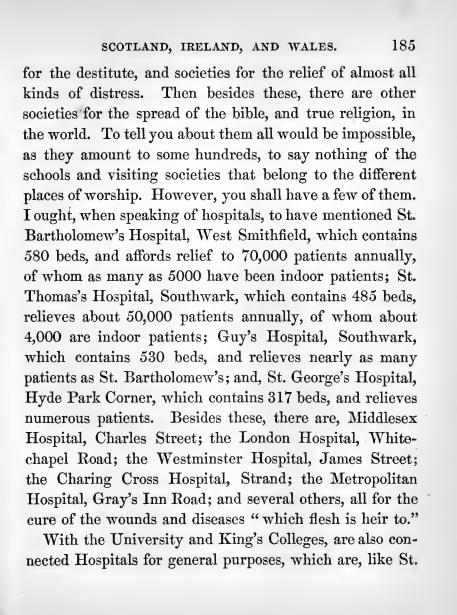 SCOTLAND, IRELAND, AND WALES. 185
for the destitute, and societies for the relief of almost all
kinds of distress. Then besides these, there are other
societies for the spread of the bible, and true religion, in
the world. To tell you about them all would be impossible,
as they amount to some hundreds, to say nothing of the
schools and visiting societies that belong to the different
places of worship. However, you shall have a few of them.
I ought, when speaking of hospitals, to have mentioned St.
Bartholomew's Hospital, West Smithfield, which contains
580 beds, and affords relief to 70,000 patients annually,
of whom as many as 5000 have been indoor patients; St.
Thomas's Hospital, Southwark, which contains 485 beds,
relieves about 50,000 patients annually, of whom about
4,000 are indoor patients; Guy's Hospital, Southwark,
which contains 530 beds, and relieves nearly as many
patients as St. Bartholomew's; and, St. George's Hospital,
Hyde Park Corner, which contains 317 beds, and relieves
numerous patients. Besides these, there are, Middlesex
Hospital, Charles Street; the London Hospital, White-
chapel Road; the Westminster Hospital, James Street;
the Charing Cross Hospital, Strand; the Metropolitan
Hospital, Gray's Inn Road; and several others, all for the
cure of the wounds and diseases "which flesh is heir to."
With the University and King's Colleges, are also con-
nected Hospitals for general purposes, which are, like St.